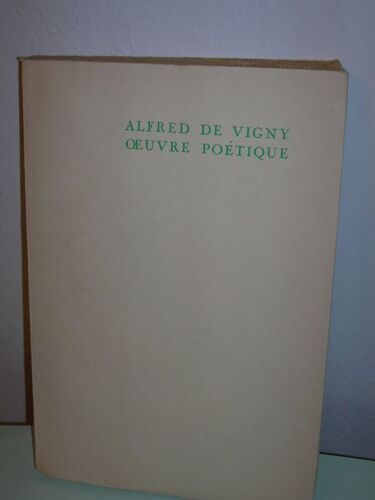 ALFRED DE VIGNY
ŒUVRE POÉTIQUE